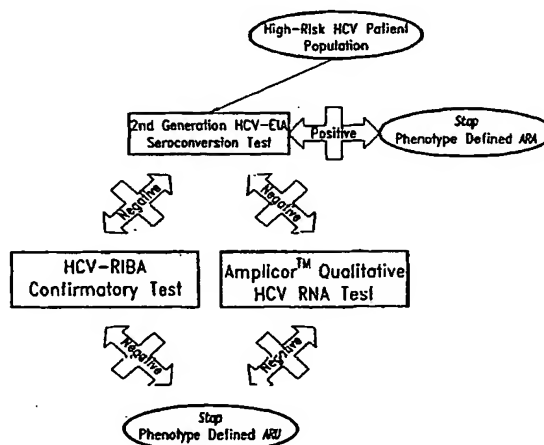 High-Risk HCV Patient
Population
2nd Generation HCV-EIA
Seroconversion Test
Positive
Stop
Phenotype Defined ARA
Negative
Negative
HCV-RIBA
Confirmatory Test
Amplicor™ Qualitative
HCV RNA Test
Negative
Negative
Stop
Phenotype Defined ARU